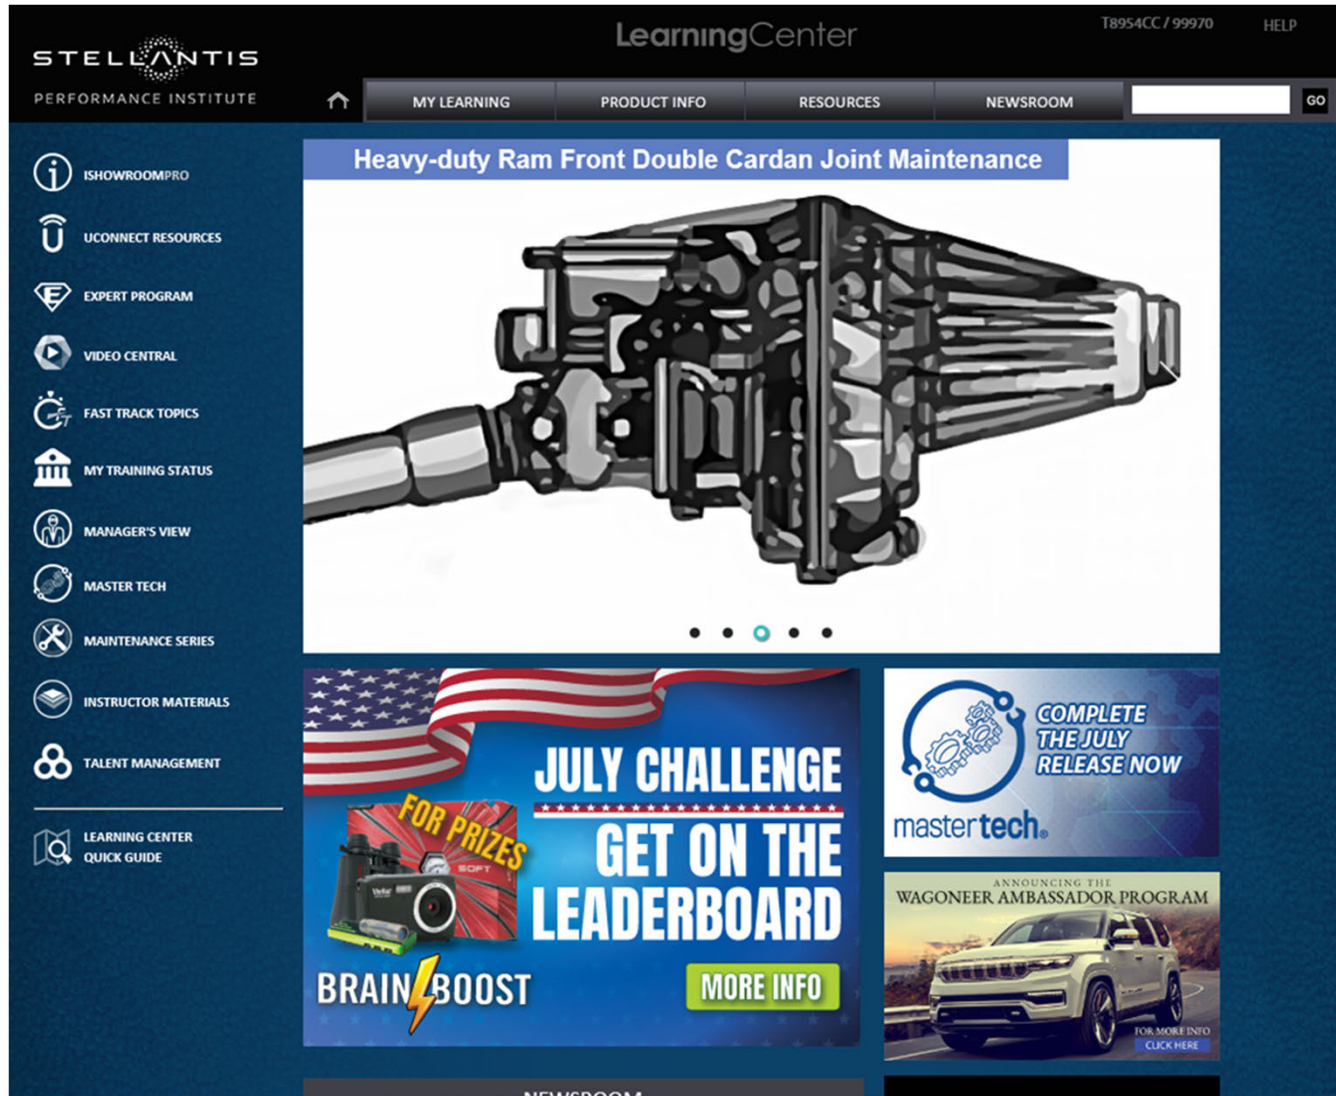 LearningCenter
T8954CC / 99970
HELP
STELLANTIS
PERFORMANCE INSTITUTE
MY LEARNING
PRODUCT INFO
RESOURCES
NEWSROOM
GO
ISHOWROOMPRO
UCONNECT RESOURCES
EXPERT PROGRAM
VIDEO CENTRAL
FAST TRACK TOPICS
MY TRAINING STATUS
MANAGER'S VIEW
MASTER TECH
MAINTENANCE SERIES
INSTRUCTOR MATERIALS
TALENT MANAGEMENT
LEARNING CENTER
QUICK GUIDE
Heavy-duty Ram Front Double Cardan Joint Maintenance
JULY CHALLENGE
GET ON THE
LEADERBOARD
FOR PRIZES
SOFT
BRAIN BOOST
MORE INFO
COMPLETE
THE JULY
RELEASE NOW
mastertech®
ANNOUNCING THE
WAGONEER AMBASSADOR PROGRAM
FOR MORE INFO
CLICK HERE
NEWSROOM